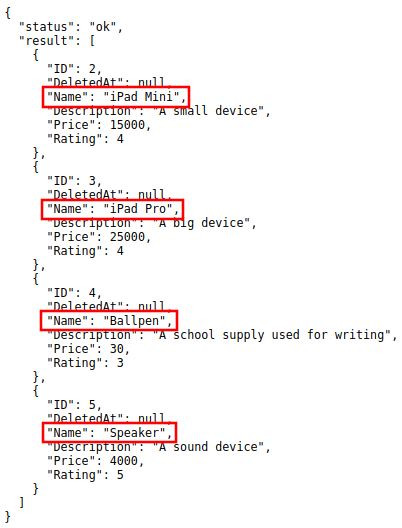 {
  "status": "ok",
  "result": [
    {
      "ID": 2,
      "DeletedAt": null,
      "Name": "iPad Mini",
      "Description": "A small device",
      "Price": 15000,
      "Rating": 4
    },
    {
      "ID": 3,
      "DeletedAt": null,
      "Name": "iPad Pro",
      "Description": "A big device",
      "Price": 25000,
      "Rating": 4
    },
    {
      "ID": 4,
      "DeletedAt": null,
      "Name": "Ballpen",
      "Description": "A school supply used for writing",
      "Price": 30,
      "Rating": 3
    },
    {
      "ID": 5,
      "DeletedAt": null,
      "Name": "Speaker",
      "Description": "A sound device",
      "Price": 4000,
      "Rating": 5
    }
  ]
}